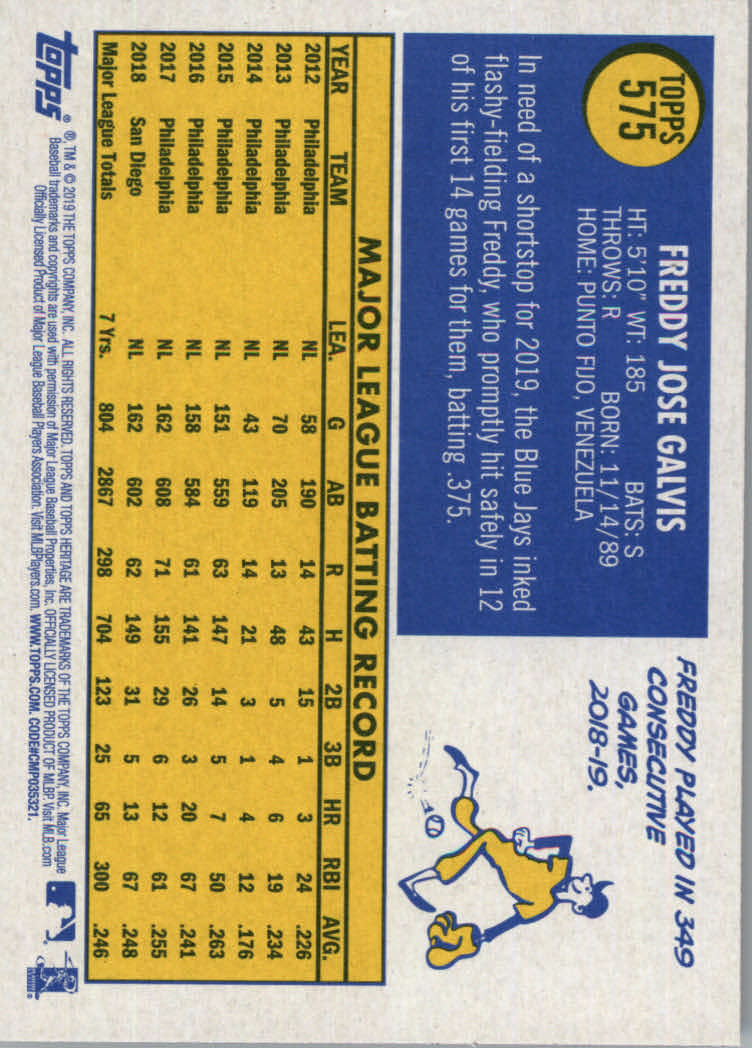 TOPPS
575
FREDDY JOSE GALVIS
HT: 5'10" WT: 185 BATS: S
THROWS: R BORN: 11/14/89
HOME: PUNTO FIJO, VENEZUELA
In need of a shortstop for 2019, the Blue Jays inked
flashy-fielding Freddy, who promptly hit safely in 12
of his first 14 games for them, batting .375.
FREDDY PLAYED IN 349
CONSECUTIVE
GAMES,
2018-19.
MAJOR LEAGUE BATTING RECORD
YEAR TEAM LEA. G AB R H 2B 3B HR RBI AVG.
2012 Philadelphia NL 58 190 14 43 15 1 3 24 .226
2013 Philadelphia NL 70 205 13 48 5 4 6 19 .234
2014 Philadelphia NL 43 119 14 21 3 1 4 12 .176
2015 Philadelphia NL 151 559 63 147 14 5 7 50 .263
2016 Philadelphia NL 158 584 61 141 26 3 20 67 .241
2017 Philadelphia NL 162 608 71 155 29 6 12 61 .255
2018 San Diego NL 162 602 62 149 31 5 13 67 .248
Major League Totals 7 Yrs. 804 2867 298 704 123 25 65 300 .246
topps®
®, TM & © 2019 THE TOPPS COMPANY, INC. ALL RIGHTS RESERVED. TOPPS AND TOPPS HERITAGE ARE TRADEMARKS OF THE TOPPS COMPANY, INC. Major League
Baseball trademarks and copyrights are used with permission of Major League Baseball Properties, Inc. OFFICIALLY LICENSED PRODUCT OF MLBP. Visit MLB.com
Officially Licensed Product of Major League Baseball Players Association. Visit MLBPlayers.com. WWW.TOPPS.COM. CODE#CMP035321.